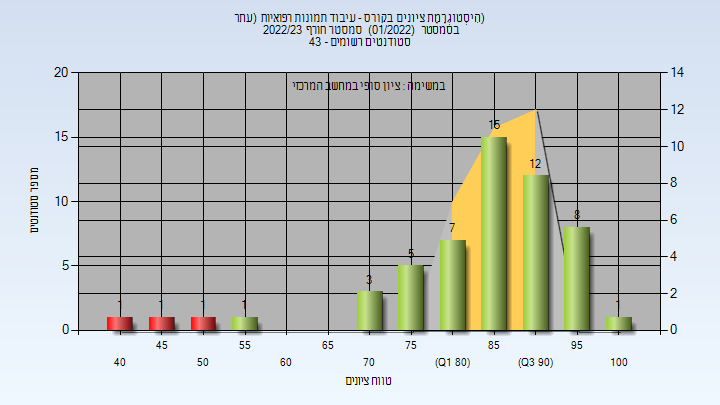 (הִיסְטוֹגְרָמַת ציונים בקורס - עיבוד תמונות רפואיות (עתר
בסמסטר (01/2022) סמסטר חורף 2022/23
סטודנטים רשומים - 43
במשימה : ציון סופי במחשב המרכזי
מספר סטודנטים
20 15 10 5 0
14 12 10 8 6 4 2 0
1 1 1 1 3 5 7 15 12 8 1
45 55 65 75 85 95
40 50 60 70 (Q1 80) (Q3 90) 100
טווח ציונים